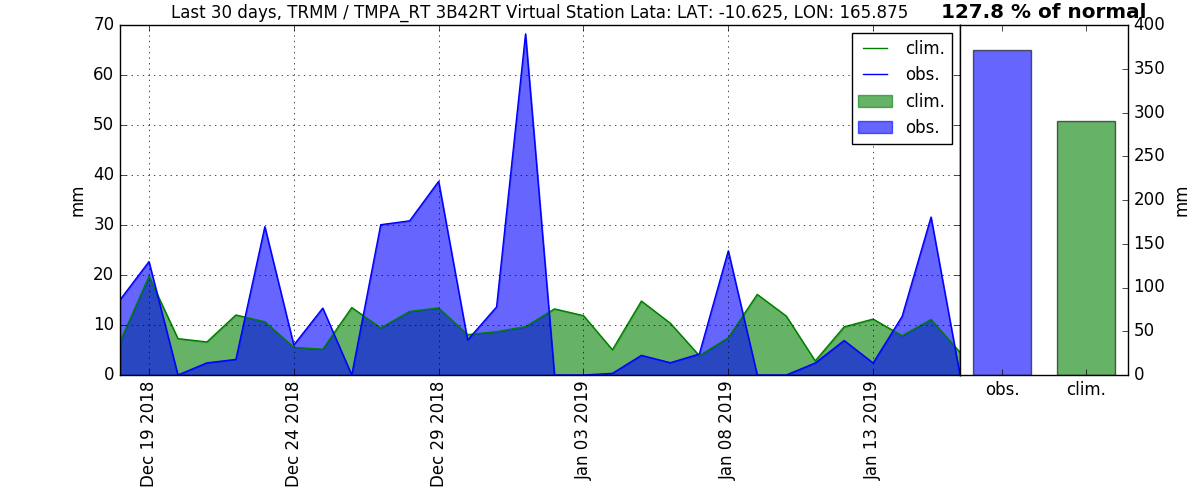 Last 30 days, TRMM / TMPA_RT 3B42RT Virtual Station Lata: LAT: -10.625, LON: 165.875
127.8 % of normal
70
60
50
40
30
20
10
0
mm
clim.
obs.
clim.
obs.
400
350
300
250
200
150
100
50
0
mm
obs.
clim.
Dec 19 2018
Dec 24 2018
Dec 29 2018
Jan 03 2019
Jan 08 2019
Jan 13 2019